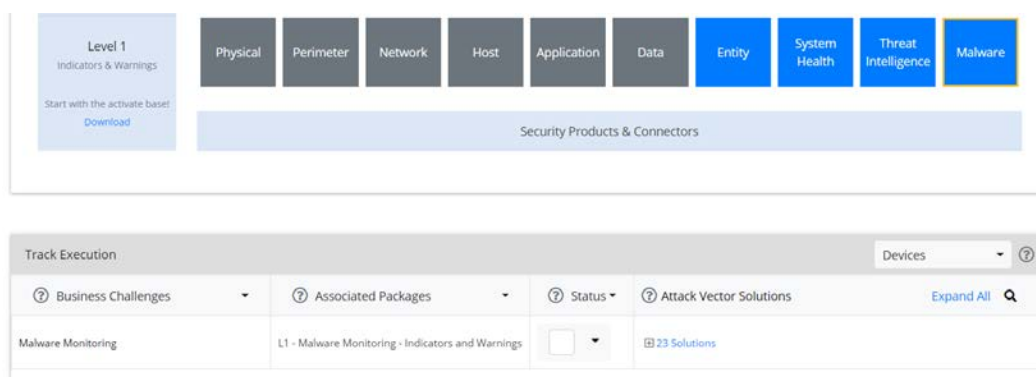 Level 1
Indicators & Warnings
Start with the activate base!
Download
Physical
Perimeter
Network
Host
Application
Data
Entity
System
Health
Threat
Intelligence
Malware
Security Products & Connectors
Track Execution
Devices
Business Challenges
Associated Packages
Status
Attack Vector Solutions
Expand All
Malware Monitoring
L1 - Malware Monitoring - Indicators and Warnings
23 Solutions